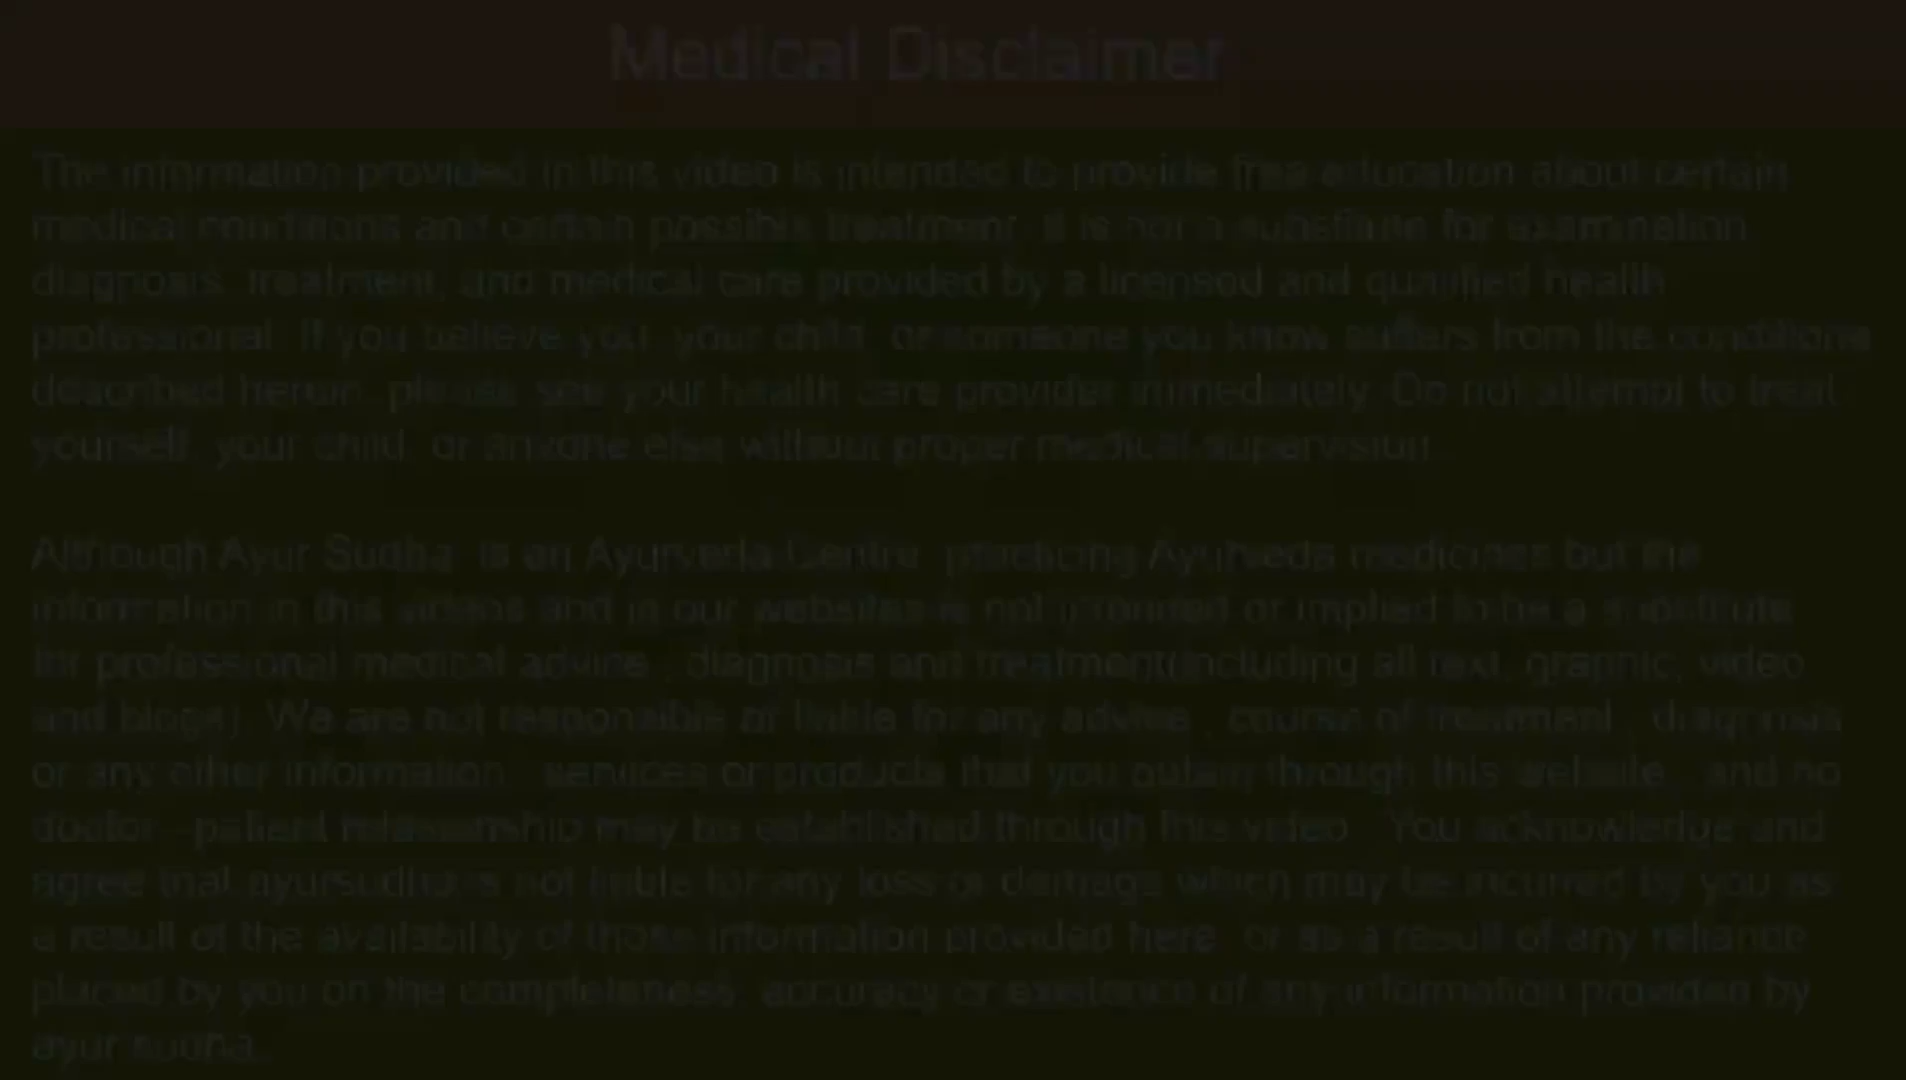 Medical Disclaimer
The information provided in this video is intended to provide free education about certain
medical conditions and certain possible treatment. It is not a substitute for examination,
diagnosis, treatment, and medical care provided by a licensed and qualified health
professional. If you believe you, your child, or someone you know suffers from the conditions
described herein, please see your health care provider immediately. Do not attempt to treat
yourself, your child, or anyone else without proper medical supervision.
Although Ayur Sudha is an Ayurveda Centre practicing Ayurveda medicines but the
information in this videos and in our websites is not intended or implied to be a substitute
for professional medical advice , diagnosis and treatment(including all text, graphic, video
and blogs). We are not responsible or liable for any advice , course of treatment , diagnosis
or any other information , services or products that you obtain through this website , and no
doctor - patient relationship may be established through this video . You acknowledge and
agree that ayursudha is not liable for any loss or damage which may be incurred by you as
a result of the availability of those information provided here, or as a result of any reliance
placed by you on the completeness, accuracy or existence of any information provided by
ayur sudha.